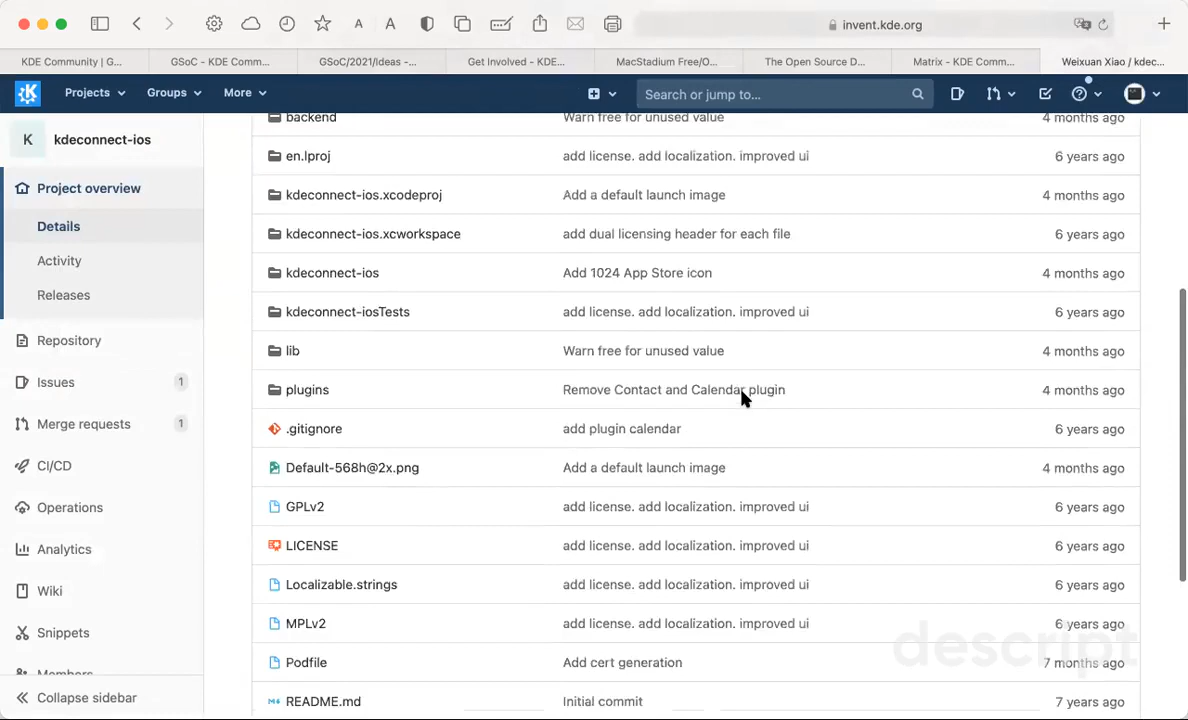 A A invent.kde.org
KDE Community | G... GSoC - KDE Comm... GSoC/2021/Ideas -... Get Involved - KDE... MacStadium Free/O... The Open Source D... Matrix - KDE Comm... Weixuan Xiao / kdec...
Projects Groups More Search or jump to...
K kdeconnect-ios
Project overview
Details
Activity
Releases
Repository
Issues 1
Merge requests 1
CI/CD
Operations
Analytics
Wiki
Snippets
Members
Collapse sidebar
backend Warn free for unused value 4 months ago
en.lproj add license. add localization. improved ui 6 years ago
kdeconnect-ios.xcodeproj Add a default launch image 4 months ago
kdeconnect-ios.xcworkspace add dual licensing header for each file 6 years ago
kdeconnect-ios Add 1024 App Store icon 4 months ago
kdeconnect-iosTests add license. add localization. improved ui 6 years ago
lib Warn free for unused value 4 months ago
plugins Remove Contact and Calendar plugin 4 months ago
.gitignore add plugin calendar 6 years ago
Default-568h@2x.png Add a default launch image 4 months ago
GPLv2 add license. add localization. improved ui 6 years ago
LICENSE add license. add localization. improved ui 6 years ago
Localizable.strings add license. add localization. improved ui 6 years ago
MPLv2 add license. add localization. improved ui 6 years ago
Podfile Add cert generation 7 months ago
README.md Initial commit 7 years ago
descript